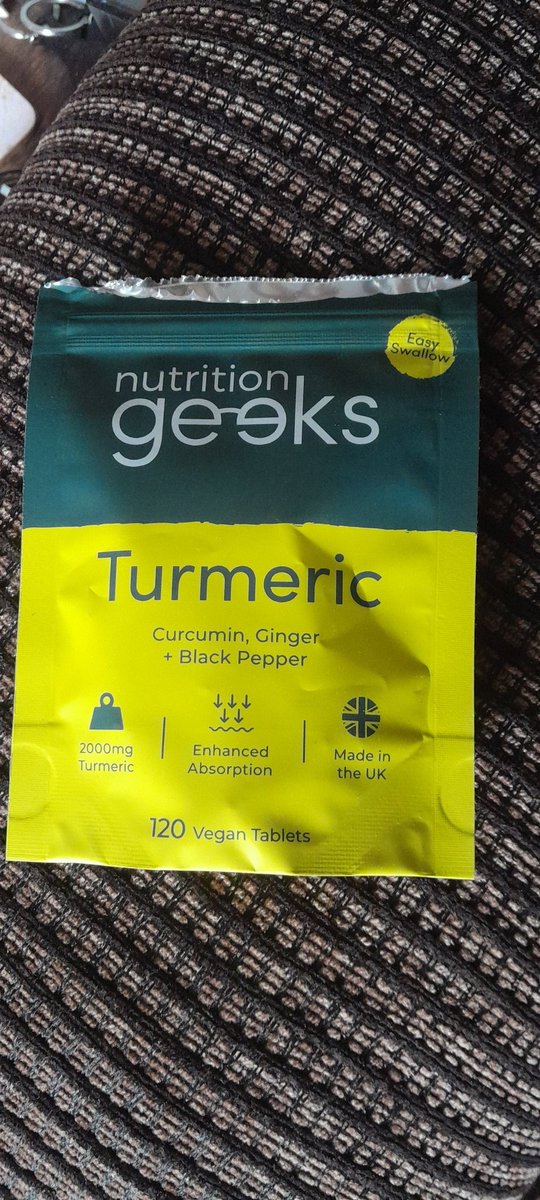 Easy
Swallow
nutrition
geeks
Turmeric
Curcumin, Ginger
+ Black Pepper
2000mg
Turmeric
Enhanced
Absorption
Made in
the UK
120 Vegan Tablets